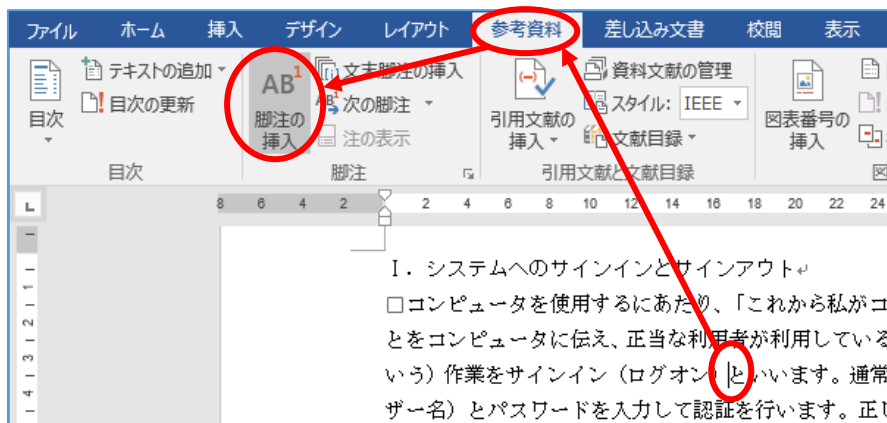 ファイル ホーム 挿入 デザイン レイアウト 参考資料 差し込み文書 校閲 表示
目次
テキストの追加
目次の更新
目次
AB1
脚注の
挿入
文末脚注の挿入
次の脚注
注の表示
脚注
引用文献の
挿入
資料文献の管理
スタイル: IEEE
文献目録
引用文献と文献目録
図表番号の
挿入
図
8 6 4 2 2 4 6 8 10 12 14 16 18 20 22 24
1 2 3 4
Ⅰ．システムへのサインインとサインアウト↵
□コンピュータを使用するにあたり、「これから私がコ
とをコンピュータに伝え、正当な利用者が利用している
いう）作業をサインイン（ログオン）といいます。通常
ザー名）とパスワードを入力して認証を行います。正し